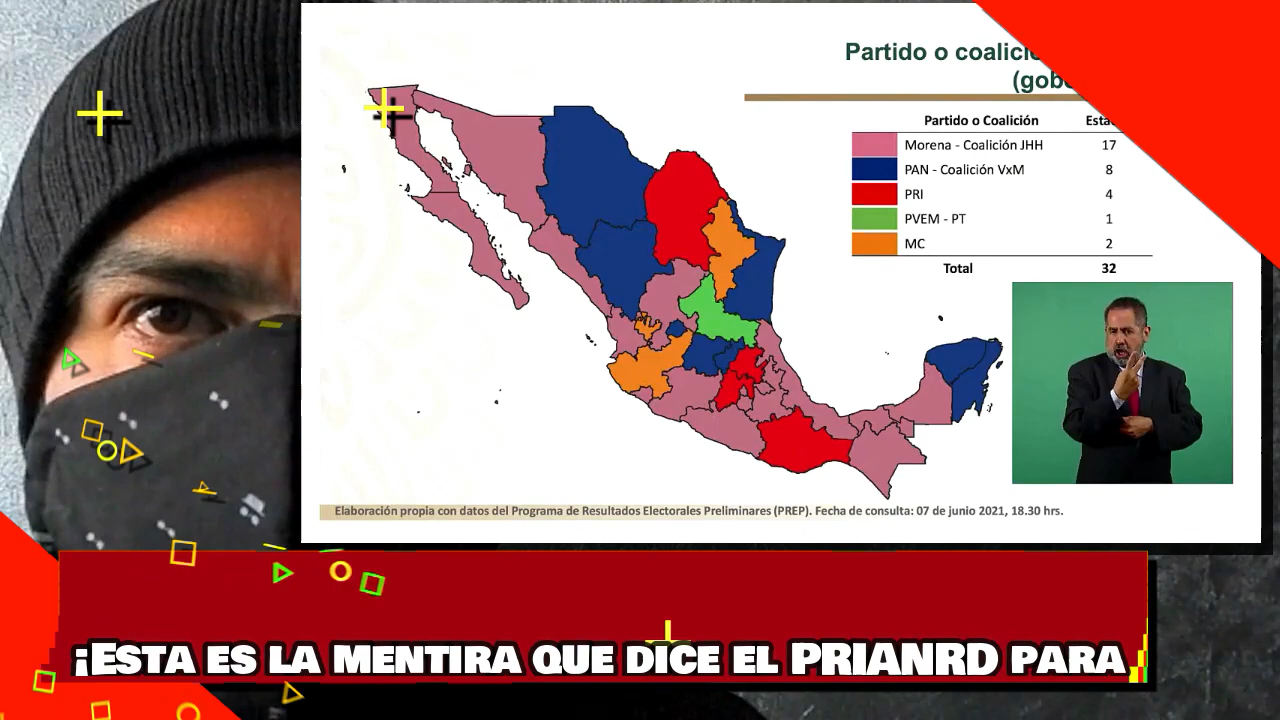 Partido o
(gob
Partido o Coalición
Morena - Coalición JHH 17
PAN - Coalición VxM 8
PRI 4
PVEM - PT 1
MC 2
Total 32
Elaboración propia con datos del Programa de Resultados Electorales Preliminares (PREP). Fecha de consulta: 07 de junio 2021, 18.30 hrs.
¡ESTA ES LA MENTIRA QUE DICE EL PRIANRD PARA